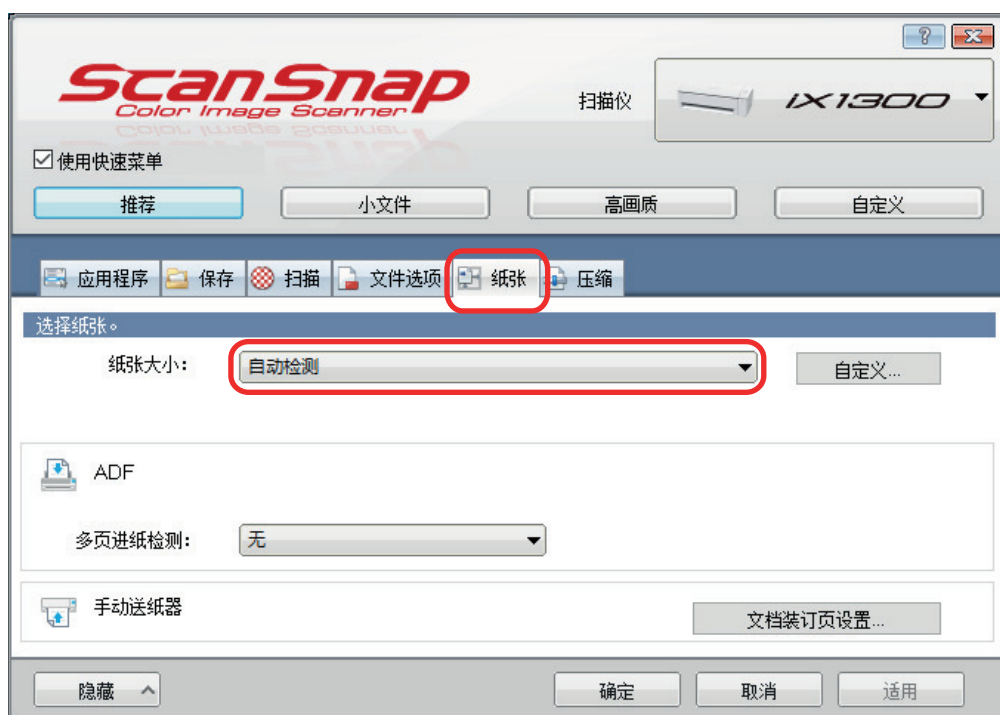 ScanSnap
Color Image Scanner
扫描仪
iX1300
使用快速菜单
推荐 小文件 高画质 自定义
应用程序 保存 扫描 文件选项 纸张 压缩
选择纸张。
纸张大小: 自动检测 自定义...
ADF
多页进纸检测: 无
手动送纸器
文档装订页设置...
隐藏 确定 取消 适用